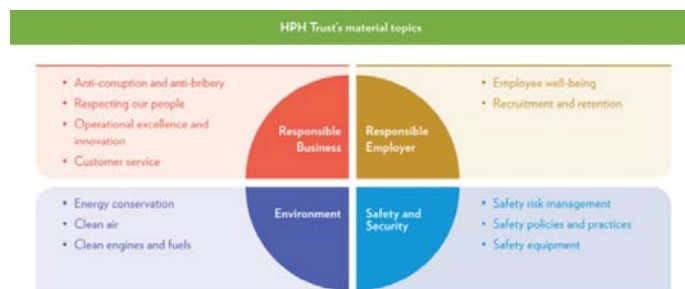 HPH Trust's material topics
• Anti-corruption and anti-bribery
• Respecting our people
• Operational excellence and
innovation
• Customer service
Responsible
Business
Responsible
Employer
• Employee well-being
• Recruitment and retention
• Energy conservation
• Clean air
• Clean engines and fuels
Environment
Safety and
Security
• Safety risk management
• Safety policies and practices
• Safety equipment